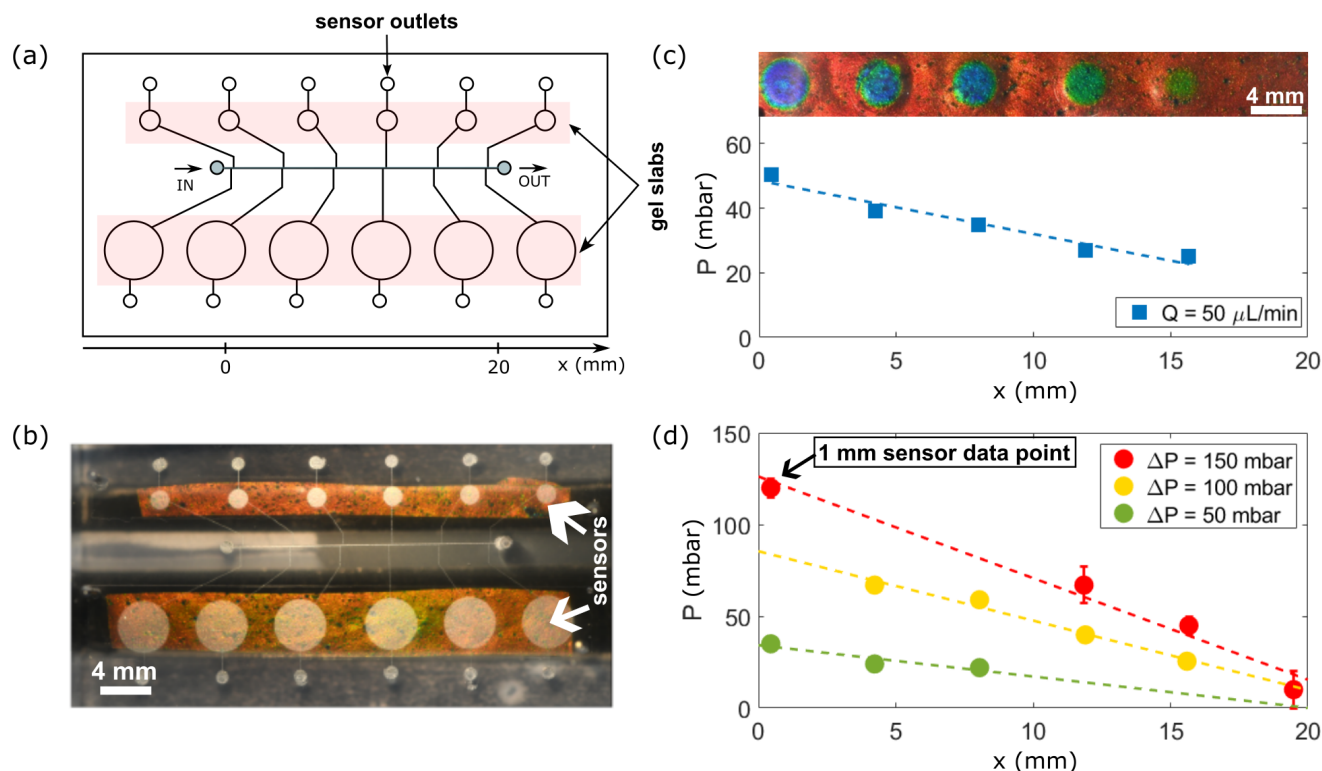 (a)
sensor outlets
IN
OUT
gel slabs
0
20
x (mm)
(b)
sensors
4 mm
(c)
4 mm
60
40
20
0
P (mbar)
Q = 50 μL/min
0
5
10
15
20
x (mm)
(d)
150
100
50
0
P (mbar)
1 mm sensor data point
ΔP = 150 mbar
ΔP = 100 mbar
ΔP = 50 mbar
0
5
10
15
20
x (mm)